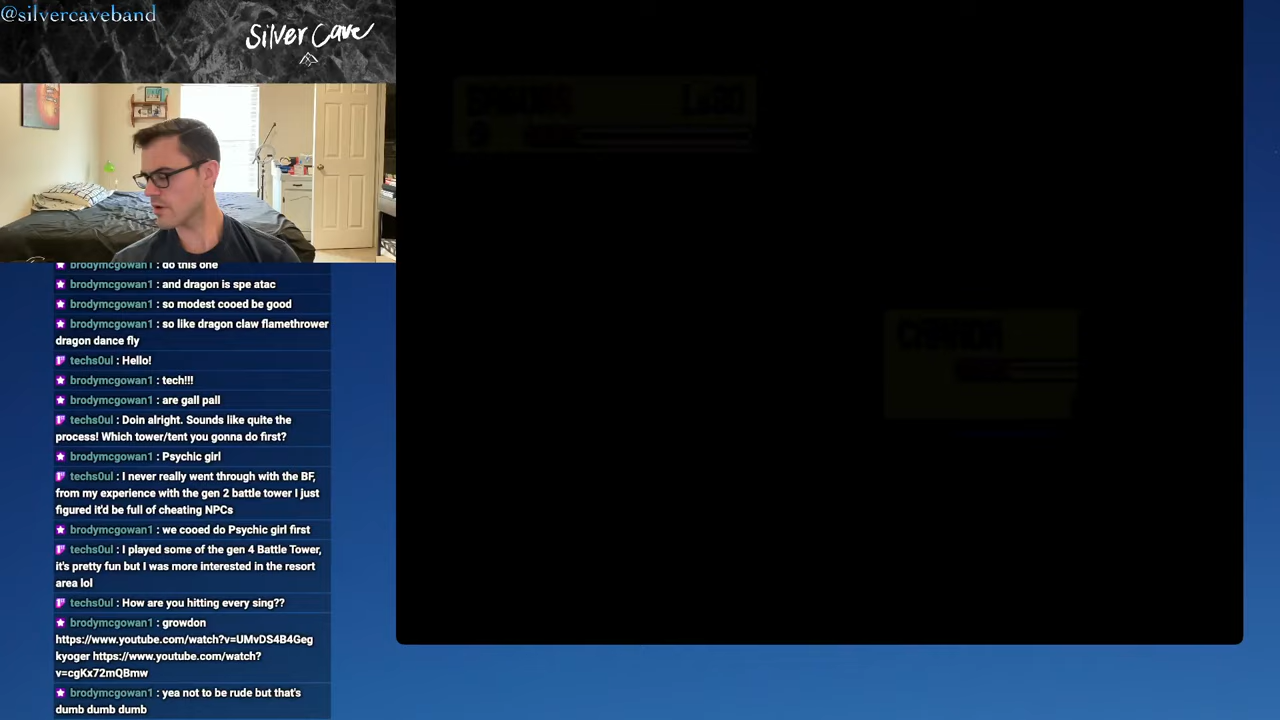 @silvercaveband
Silver Cave
brodymcgowan1 : do this one
brodymcgowan1 : and dragon is spe atac
brodymcgowan1 : so modest cooed be good
brodymcgowan1 : so like dragon claw flamethrower
dragon dance fly
techs0ul : Hello!
brodymcgowan1 : tech!!!
brodymcgowan1 : are gall pall
techs0ul : Doin alright. Sounds like quite the
process! Which tower/tent you gonna do first?
brodymcgowan1 : Psychic girl
techs0ul : I never really went through with the BF,
from my experience with the gen 2 battle tower I just
figured it'd be full of cheating NPCs
brodymcgowan1 : we cooed do Psychic girl first
techs0ul : I played some of the gen 4 Battle Tower,
it's pretty fun but I was more interested in the resort
area lol
techs0ul : How are you hitting every sing??
brodymcgowan1 : growdon
https://www.youtube.com/watch?v=UMvDS4B4Geg
kyoger https://www.youtube.com/watch?
v=cgKx72mQBmw
brodymcgowan1 : yea not to be rude but that's
dumb dumb dumb